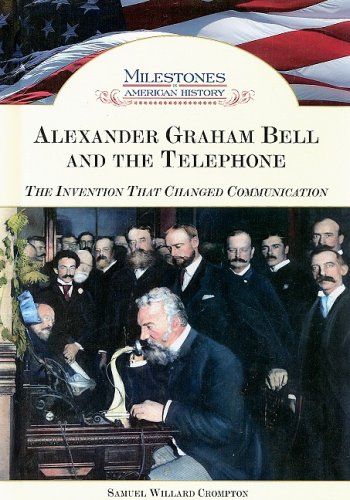 MILESTONES
IN
AMERICAN HISTORY
ALEXANDER GRAHAM BELL
AND THE TELEPHONE
THE INVENTION THAT CHANGED COMMUNICATION
SAMUEL WILLARD CROMPTON